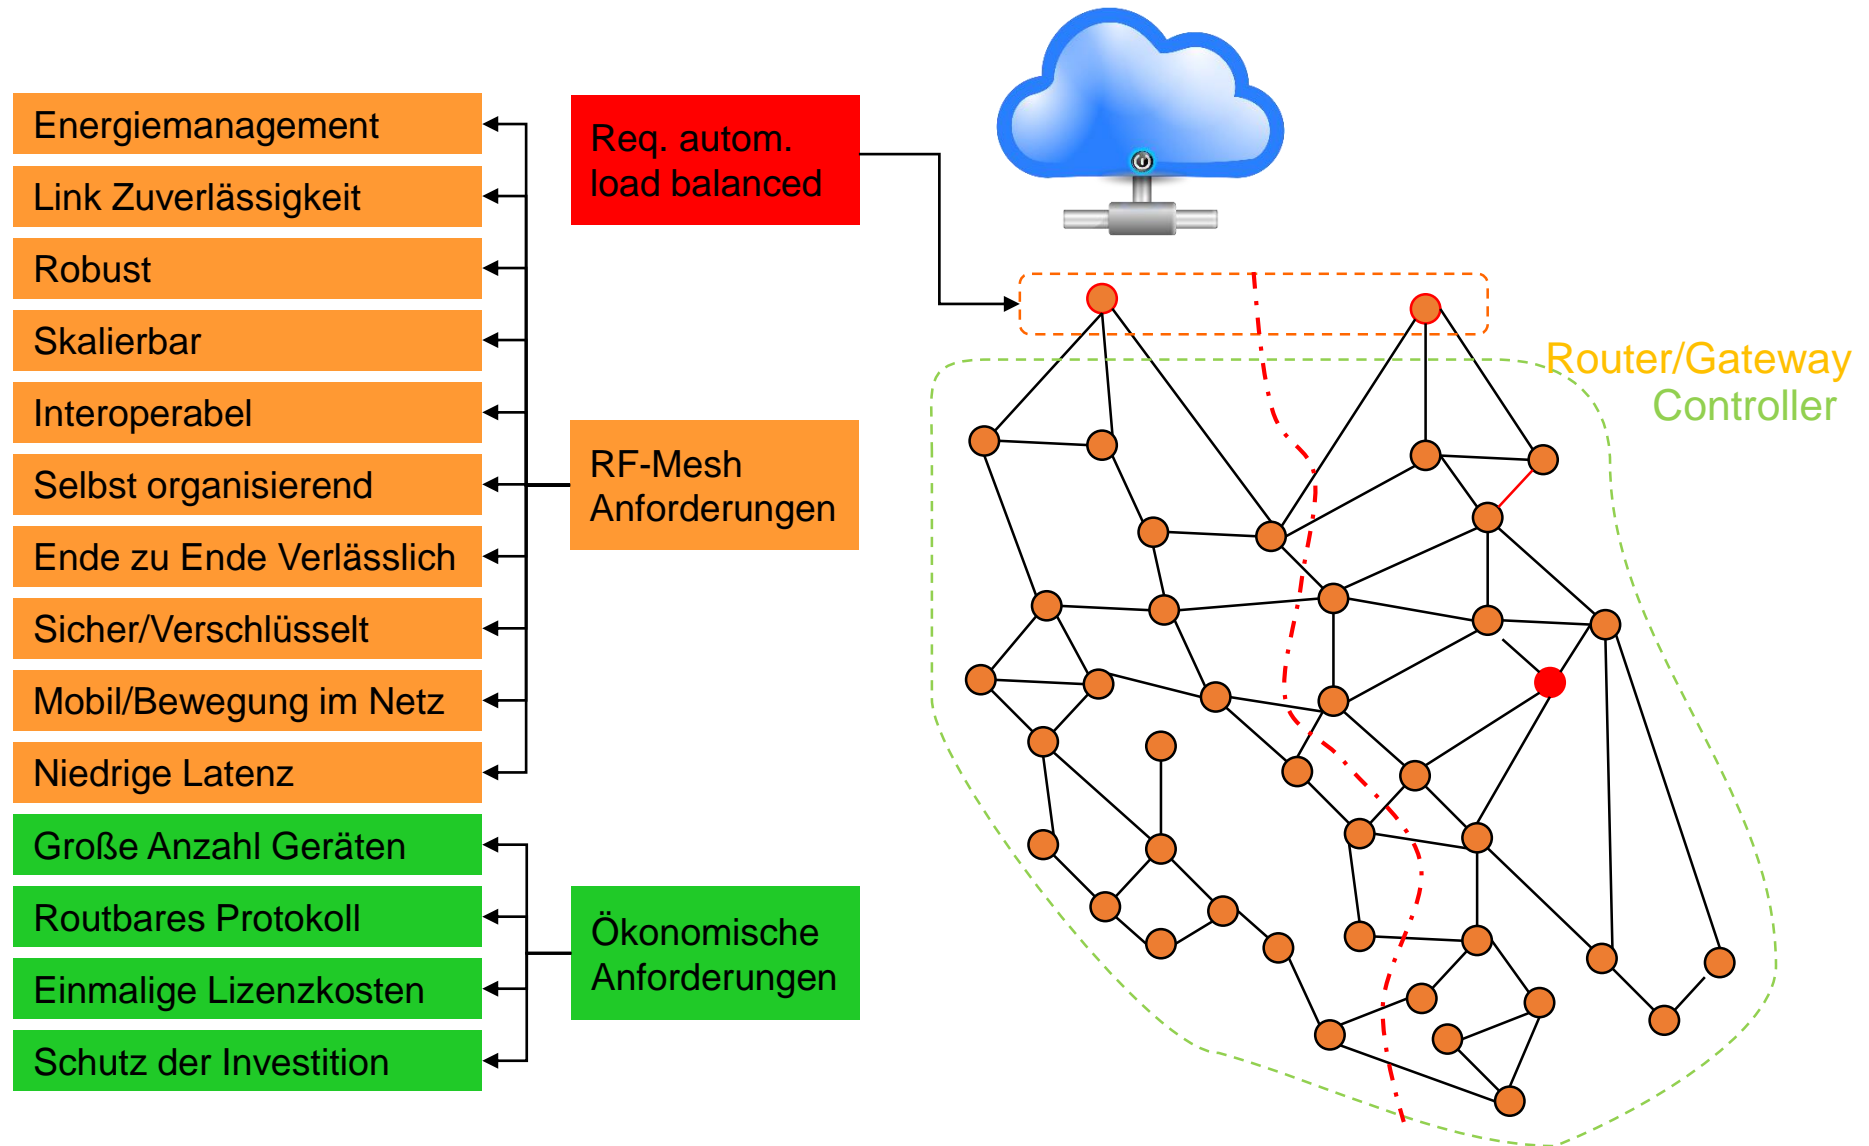 Energiemanagement
Link Zuverlässigkeit
Robust
Skalierbar
Interoperabel
Selbst organisierend
Ende zu Ende Verlässlich
Sicher/Verschlüsselt
Mobil/Bewegung im Netz
Niedrige Latenz
Große Anzahl Geräten
Routbares Protokoll
Einmalige Lizenzkosten
Schutz der Investition
Req. autom.
load balanced
RF-Mesh
Anforderungen
Ökonomische
Anforderungen
Router/Gateway
Controller